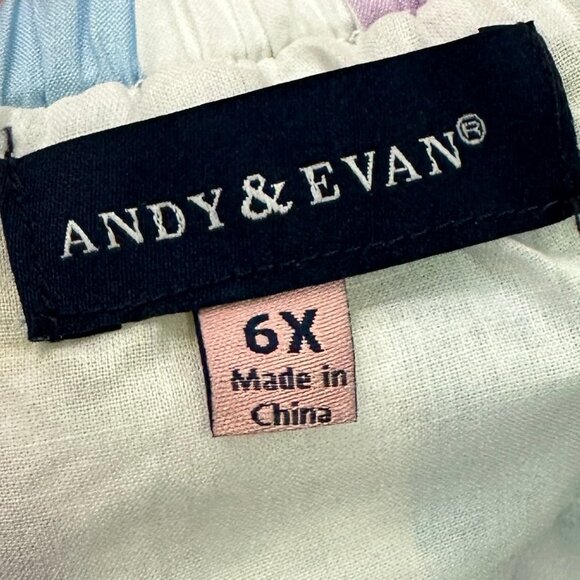 ANDY & EVAN®
6X
Made in
China